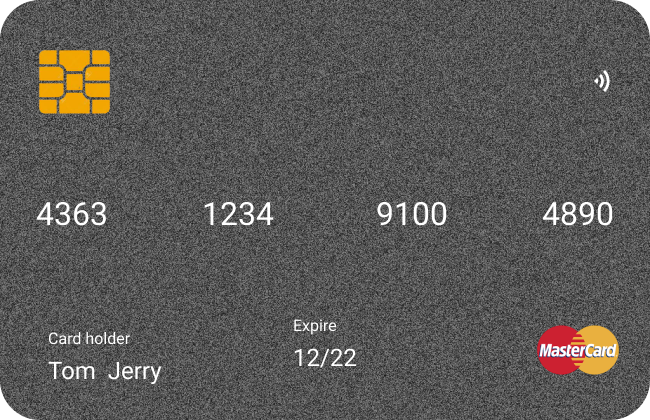 4363 1234 9100 4890
Card holder
Tom Jerry
Expire
12/22
MasterCard